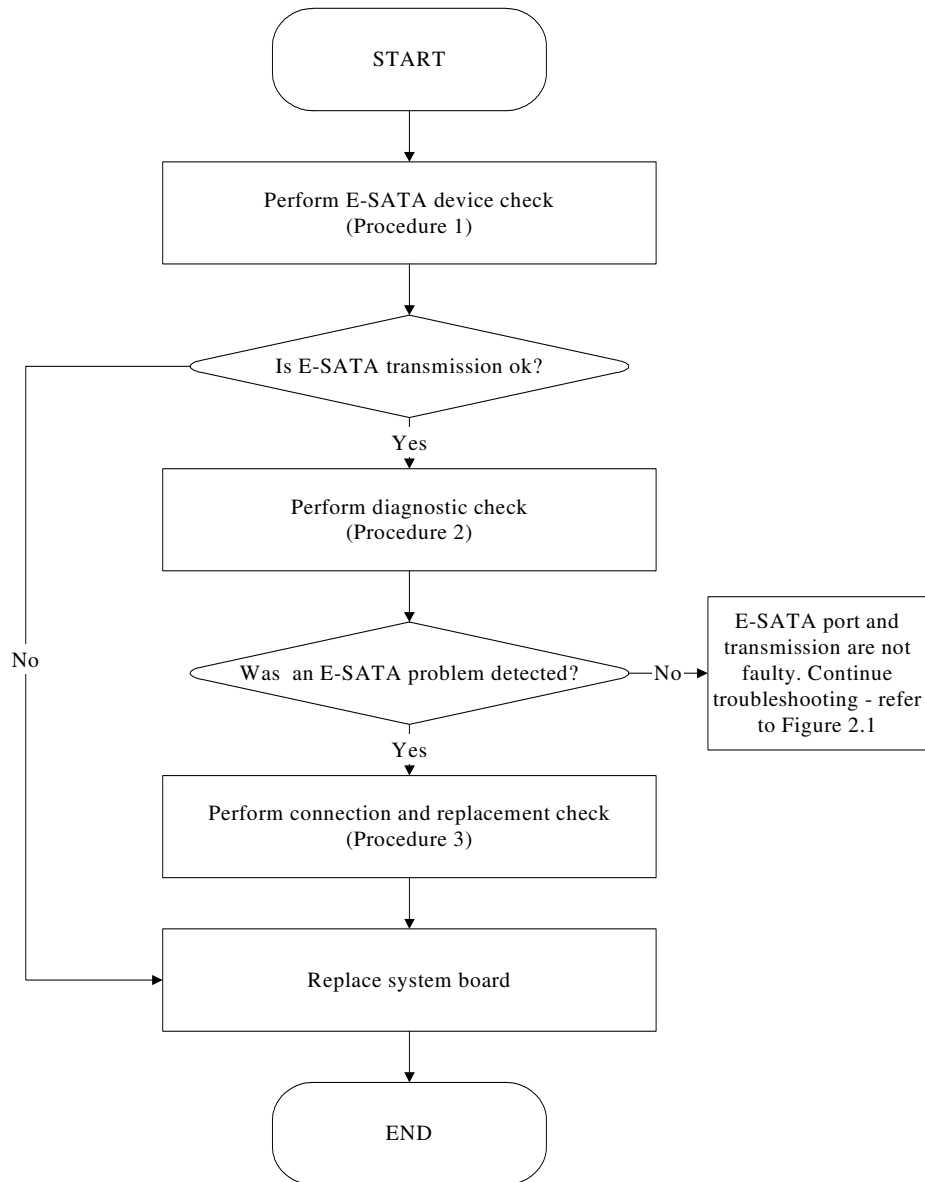 START
Perform E-SATA device check
(Procedure 1)
Is E-SATA transmission ok?
Yes
Perform diagnostic check
(Procedure 2)
No
Was  an E-SATA problem detected?
No
E-SATA port and
transmission are not
faulty. Continue
troubleshooting - refer
to Figure 2.1
Yes
Perform connection and replacement check
(Procedure 3)
Replace system board
END